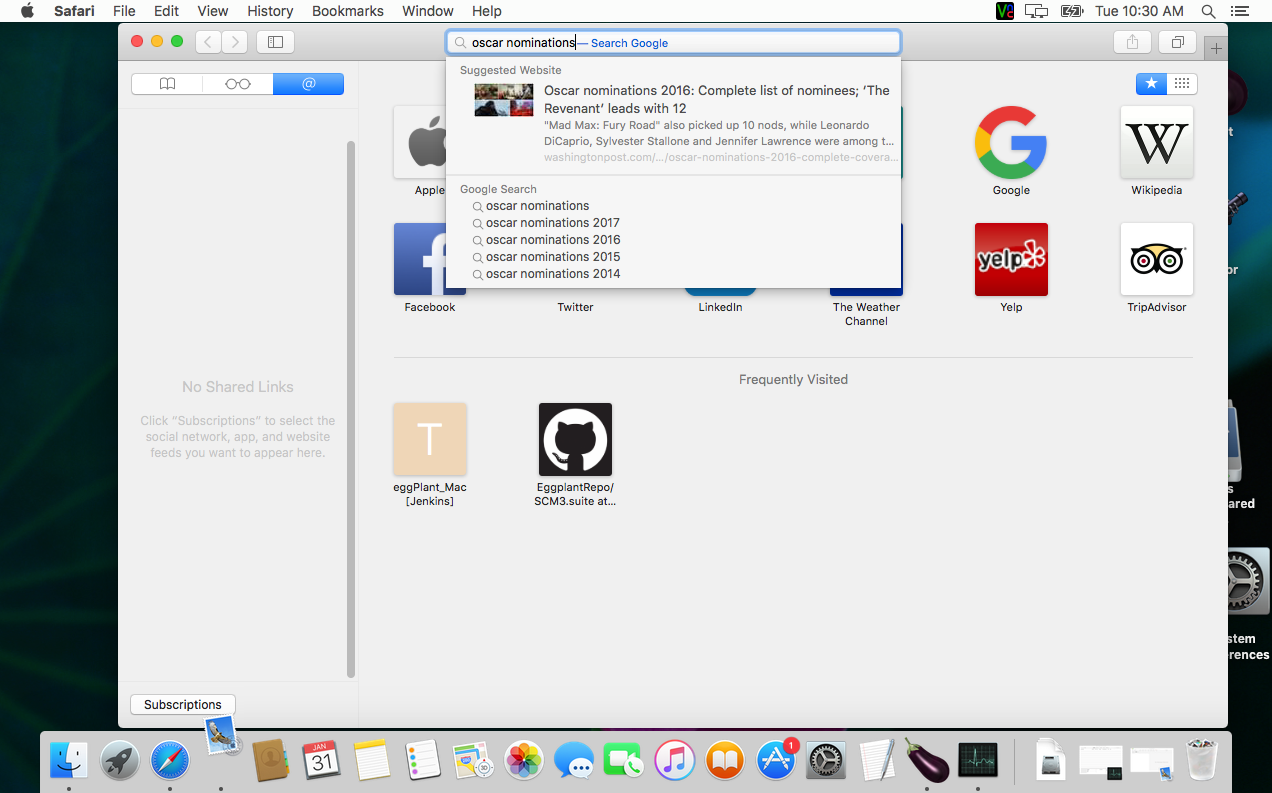 Safari File Edit View History Bookmarks Window Help Tue 10:30 AM
oscar nominations — Search Google
Suggested Website
Oscar nominations 2016: Complete list of nominees; ‘The
Revenant’ leads with 12
"Mad Max: Fury Road" also picked up 10 nods, while Leonardo
DiCaprio, Sylvester Stallone and Jennifer Lawrence were among t...
washingtonpost.com/.../oscar-nominations-2016-complete-covera...
Google Search
oscar nominations
oscar nominations 2017
oscar nominations 2016
oscar nominations 2015
oscar nominations 2014
Apple
Google
W
Wikipedia
f
Facebook
Twitter
LinkedIn
The Weather
Channel
yelp
Yelp
TripAdvisor
Frequently Visited
T
eggPlant_Mac
[Jenkins]
EggplantRepo/
SCM3.suite at...
No Shared Links
Click “Subscriptions” to select the
social network, app, and website
feeds you want to appear here.
Subscriptions
JAN
31
1